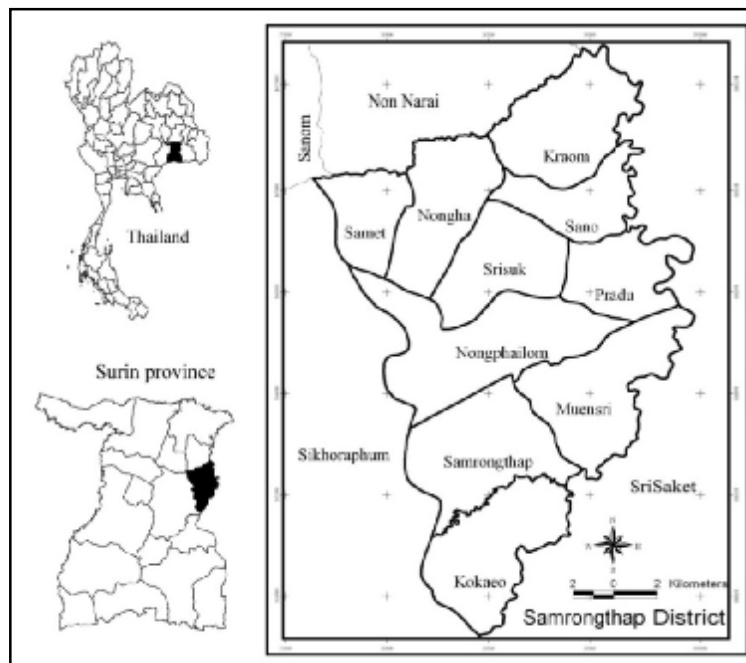 Thailand
Surin province
Non Narai
Sanom
Kraom
Nongha
Samet
Sano
Srisuk
Pradu
Nongphailom
Muensri
Sikhoraphum
Samrongthap
SriSaket
Kokaeo
2 0 2 Kilometers
Samrongthap District